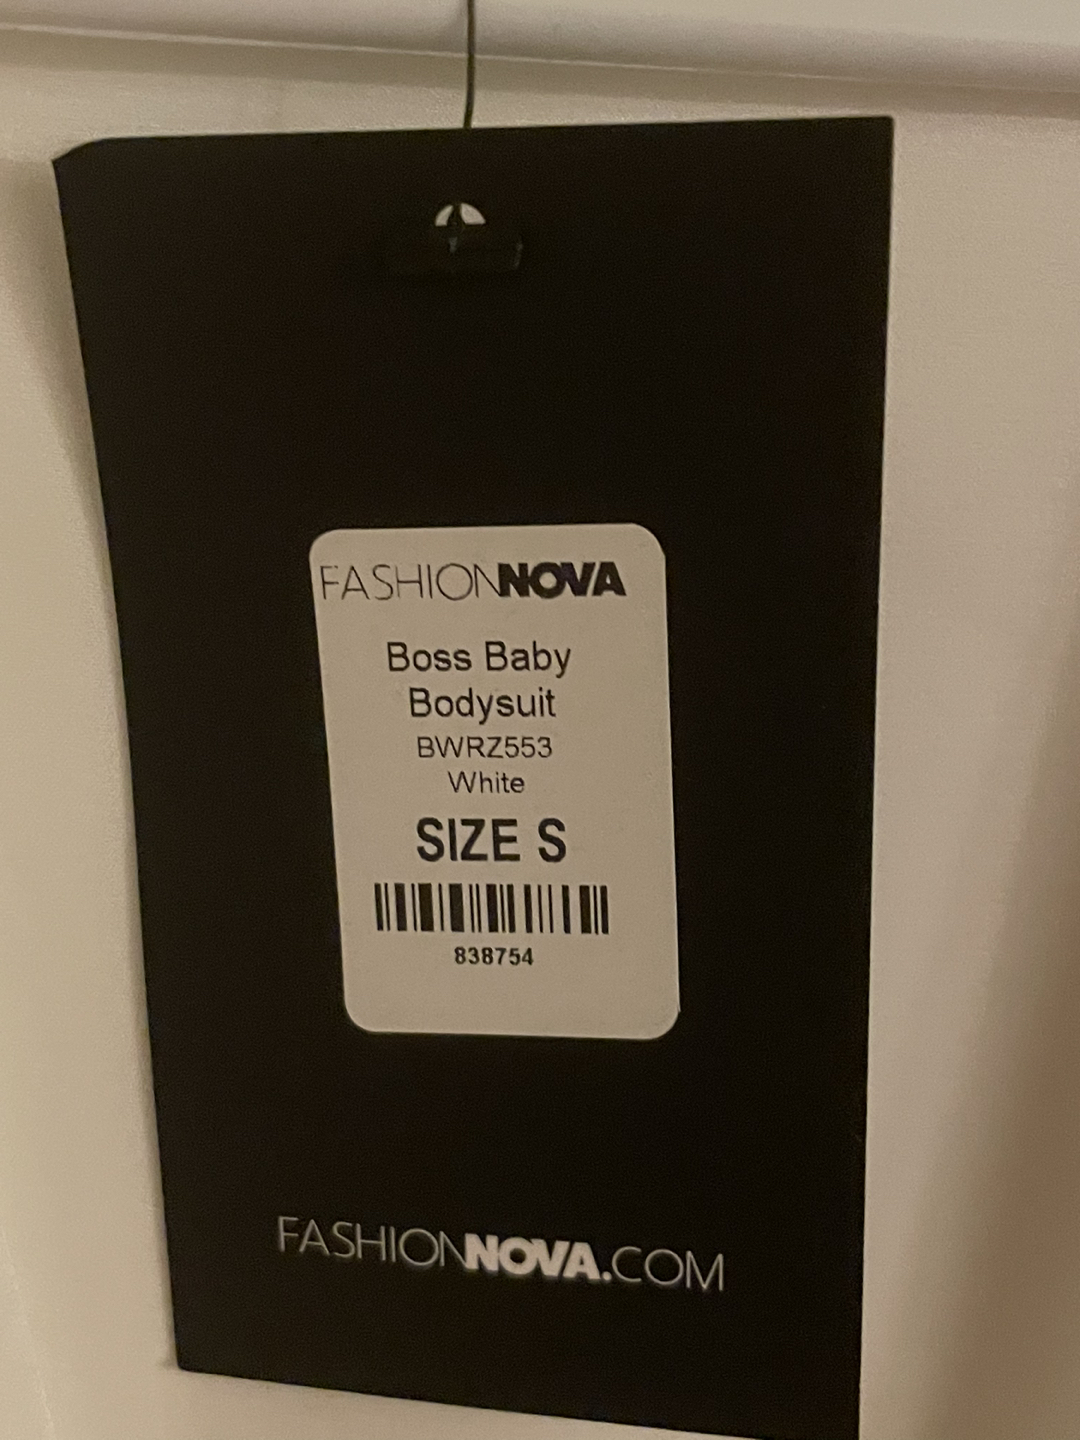 FASHIONNOVA
Boss Baby
Bodysuit
BWRZ553
White
SIZE S
838754
FASHIONNOVA.COM